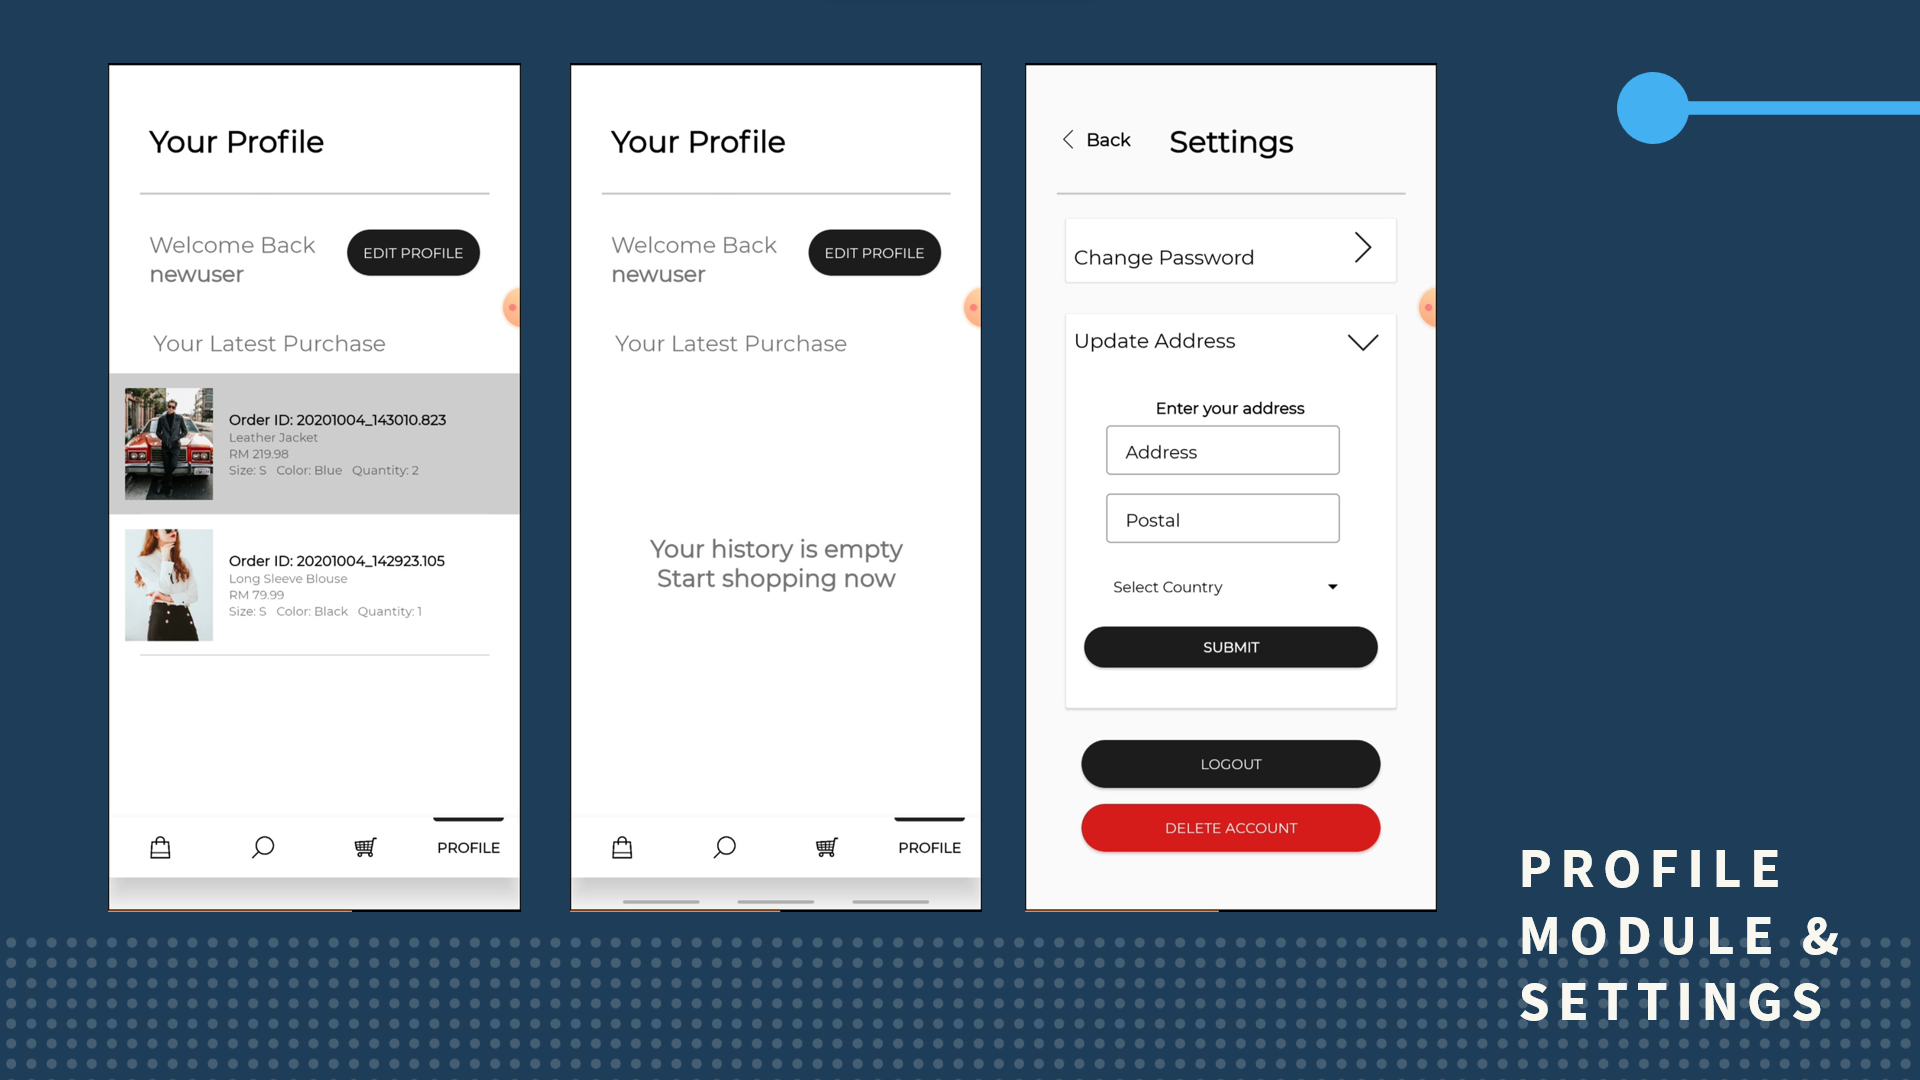 Your Profile
Welcome Back
newuser
EDIT PROFILE
Your Latest Purchase
Order ID: 20201004_143010.823
Leather Jacket
RM 219.98
Size: S Color: Blue Quantity: 2
Order ID: 20201004_142923.105
Long Sleeve Blouse
RM 79.99
Size: S Color: Black Quantity: 1
PROFILE
Your Profile
Welcome Back
newuser
EDIT PROFILE
Your Latest Purchase
Your history is empty
Start shopping now
PROFILE
Back
Settings
Change Password
Update Address
Enter your address
Address
Postal
Select Country
SUBMIT
LOGOUT
DELETE ACCOUNT
PROFILE
MODULE &
SETTINGS